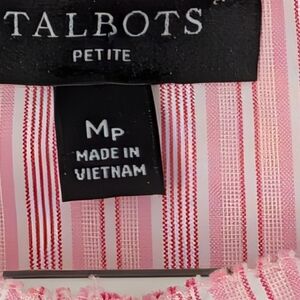 TALBOTS
PETITE
MP
MADE IN
VIETNAM